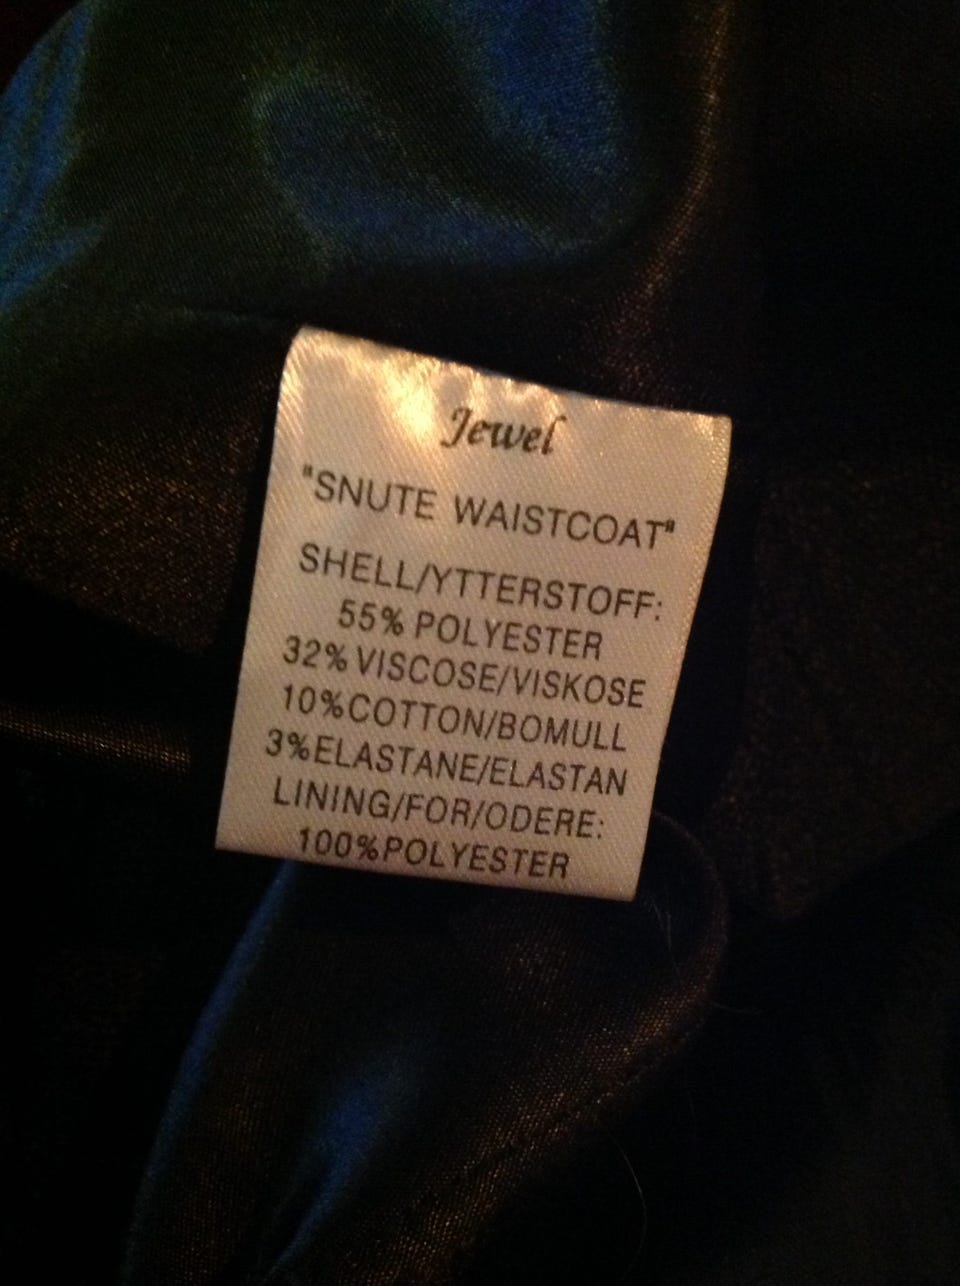 Jewel
"SNUTE WAISTCOAT"
SHELL/YTTERSTOFF:
55% POLYESTER
32% VISCOSE/VISKOSE
10%COTTON/BOMULL
3%ELASTANE/ELASTAN
LINING/FOR/ODERE:
100%POLYESTER